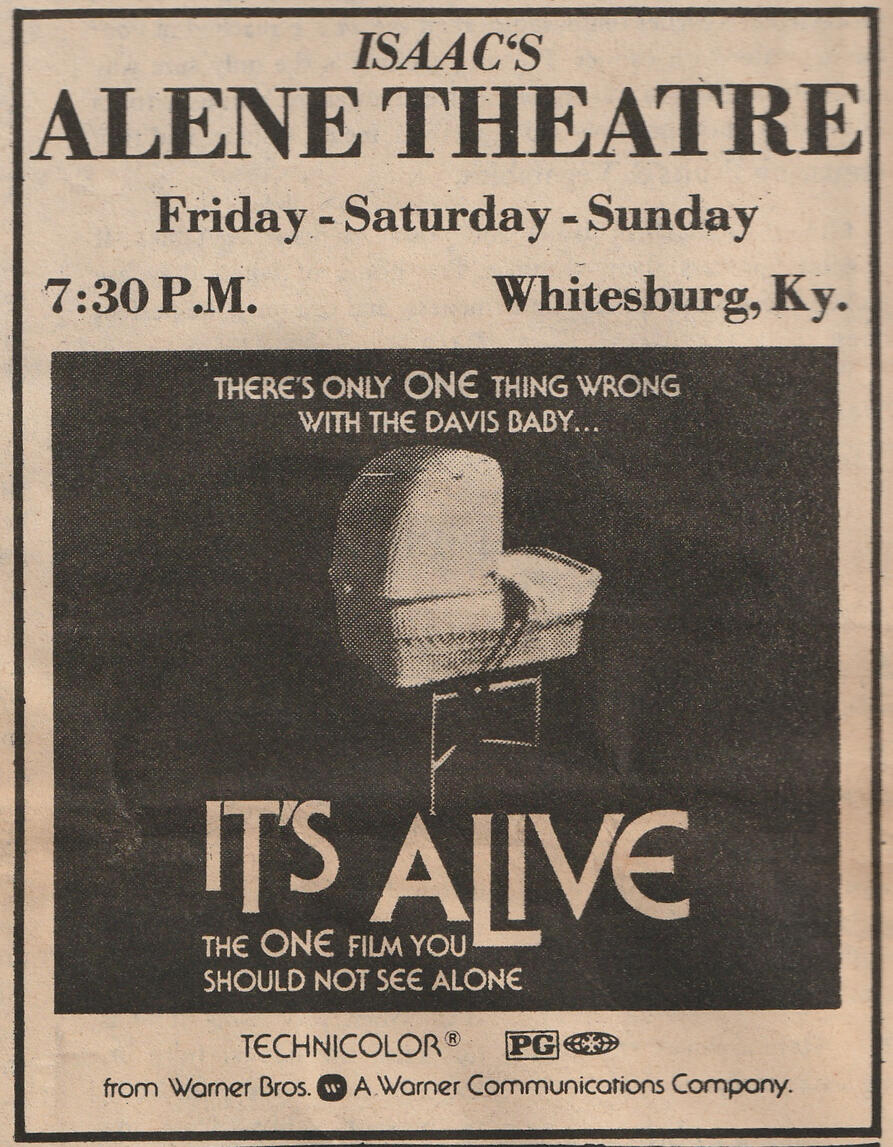 ISAAC‘S
ALENE THEATRE
Friday - Saturday - Sunday
7:30 P.M. Whitesburg, Ky.
THERE'S ONLY ONE THING WRONG
WITH THE DAVIS BABY...
IT'S ALIVE
THE ONE FILM YOU
SHOULD NOT SEE ALONE
TECHNICOLOR® PG
from Warner Bros. A Warner Communications Company.